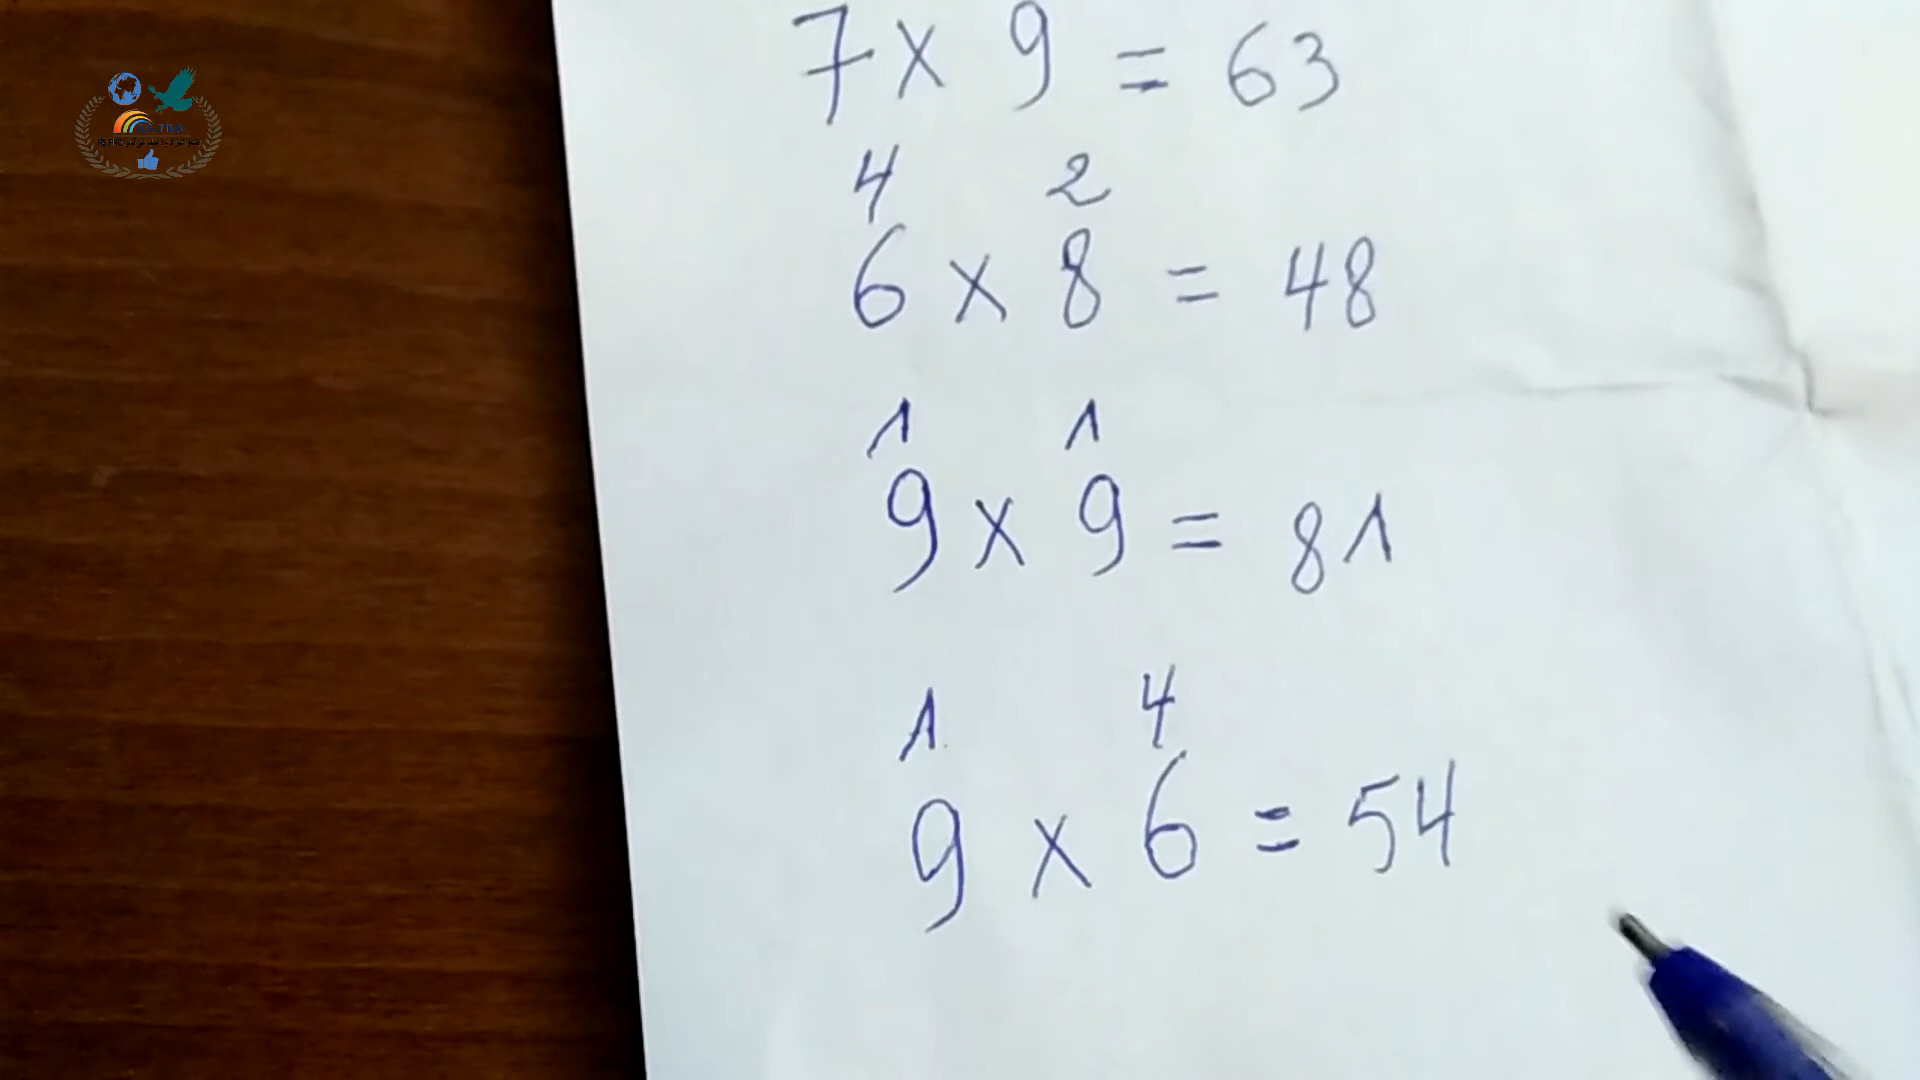 7 x 9 = 63
4 2
6 x 8 = 48
1 1
9 x 9 = 81
1 4
9 x 6 = 54